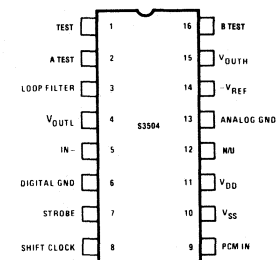 TEST 1 16 B TEST
A TEST 2 15 VOUTH
LOOP FILTER 3 14 -VREF
VOUTL 4 S3504 13 ANALOG GND
IN- 5 12 N/U
DIGITAL GND 6 11 VDD
STROBE 7 10 VSS
SHIFT CLOCK 8 9 PCM IN